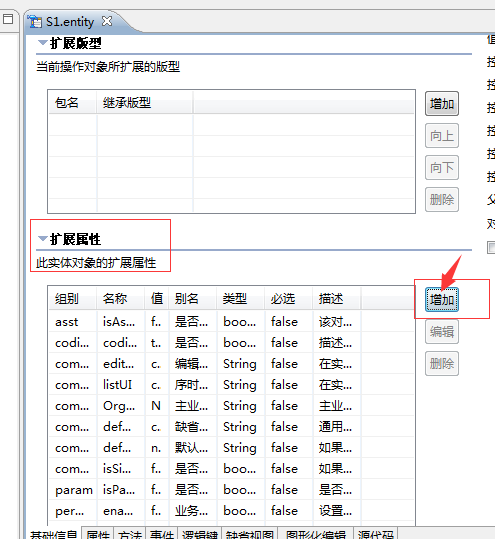 S1.entity
扩展版型
当前操作对象所扩展的版型
包名 继承版型
增加
向上
向下
删除
扩展属性
此实体对象的扩展属性
组别 名称 值 别名 类型 必选 描述
asst isAs... f.. 是否... boo... false 该对...
codi... codi... t... 是否... boo... false 描述...
com... edit... c. 编辑... String false 在实...
com... listUI c. 序时... String false 在实...
com... Org... N 主业... String false 主业...
com... def... c. 缺省... String false 通用...
com... def... n. 默认... String false 如果...
com... isSi... f.. 是否... boo... false 如果...
param isPa... f.. 是否... boo... false 是否...
per... ena... f.. 业务... boo... false 设置...
增加
编辑
删除
值
按
按
按
按
按
按
父
对
基础信息 属性 方法 事件 逻辑键 缺省视图 图形化编辑 源代码